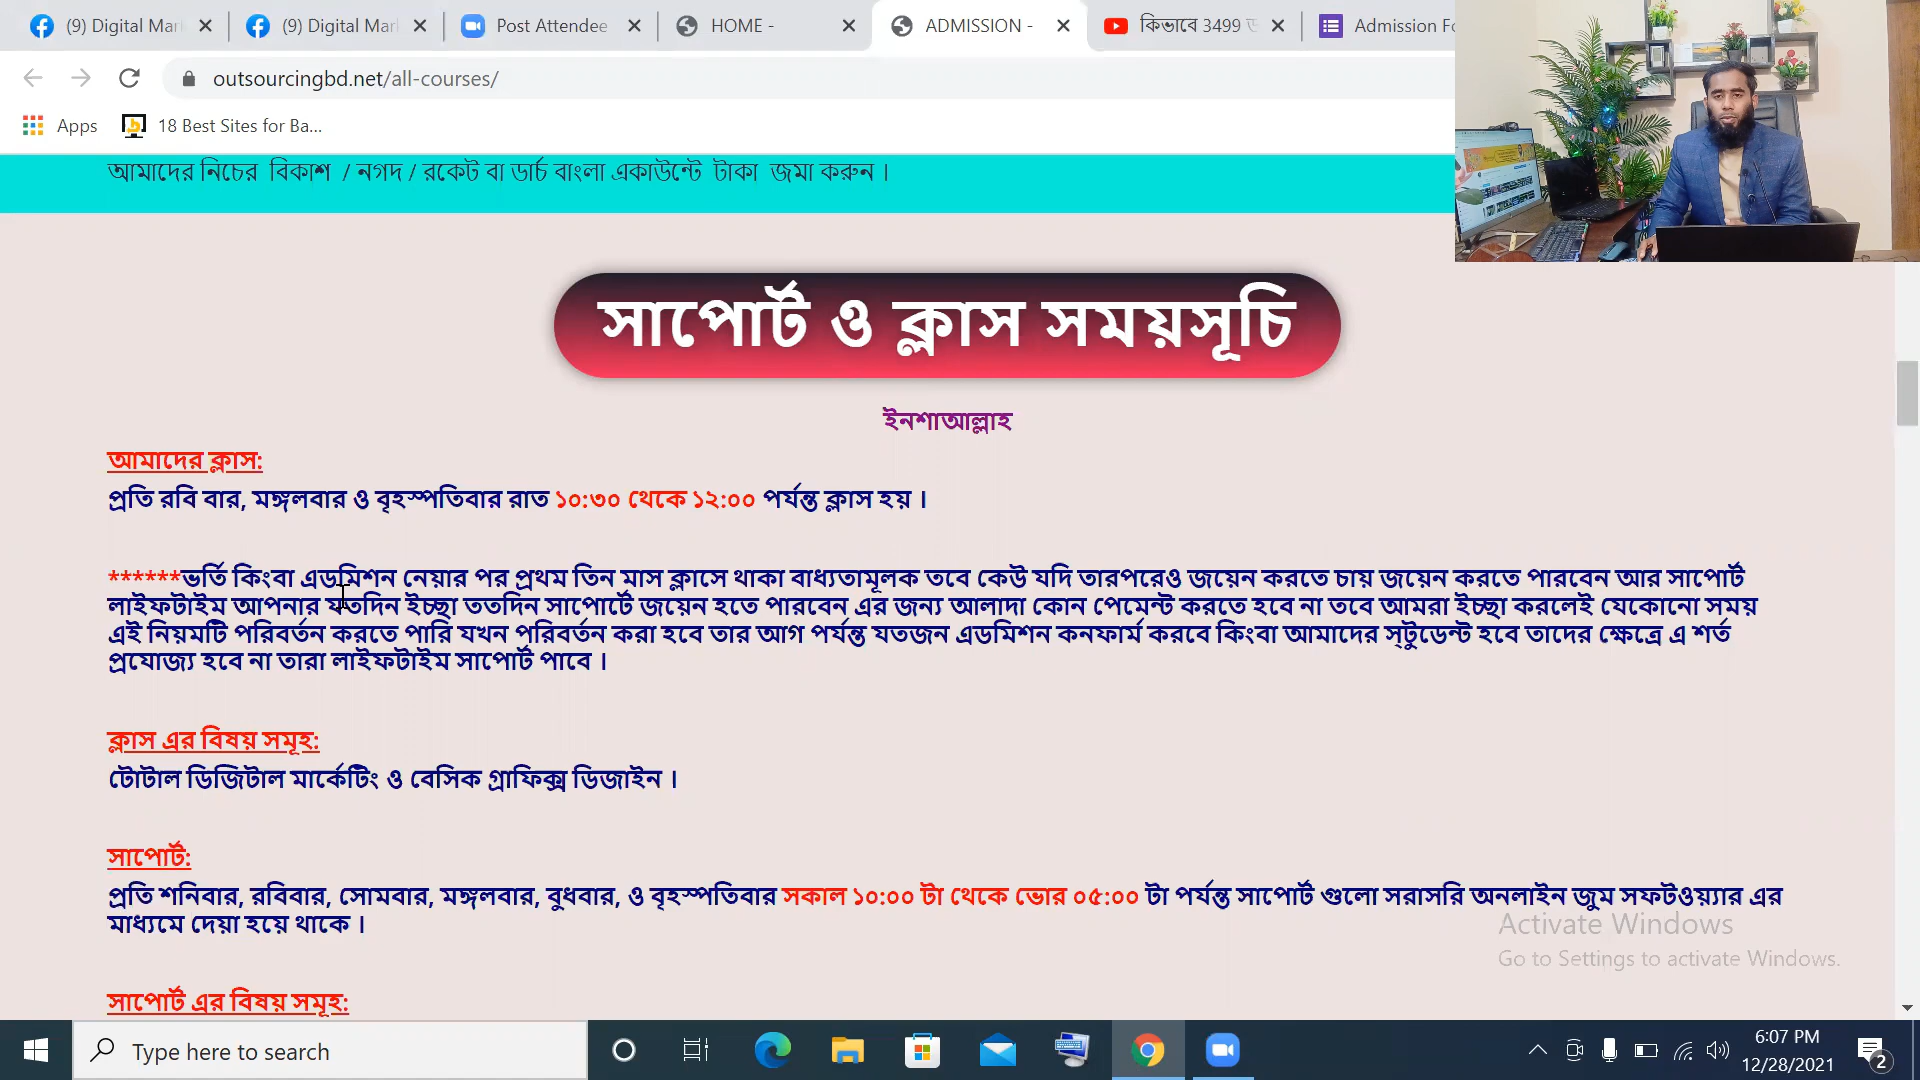 (9) Digital Mar
(9) Digital Mar
Post Attendee
HOME -
ADMISSION -
কিভাবে 3499
Admission Fo
outsourcingbd.net/all-courses/
Apps
18 Best Sites for Ba...
আমাদের নিচের বিকাশ / নগদ / রকেট বা ডার্চ বাংলা একাউন্টে টাকা জমা করুন ।
সাপোর্ট ও ক্লাস সময়সূচি
ইনশাআল্লাহ
আমাদের ক্লাস:
প্রতি রবি বার, মঙ্গলবার ও বৃহস্পতিবার রাত ১০:৩০ থেকে ১২:০০ পর্যন্ত ক্লাস হয় ।
******ভর্তি কিংবা এডমিশন নেয়ার পর প্রথম তিন মাস ক্লাসে থাকা বাধ্যতামূলক তবে কেউ যদি তারপরেও জয়েন করতে চায় জয়েন করতে পারবেন আর সাপোর্ট
লাইফটাইম আপনার যতদিন ইচ্ছা ততদিন সাপোর্টে জয়েন হতে পারবেন এর জন্য আলাদা কোন পেমেন্ট করতে হবে না তবে আমরা ইচ্ছা করলেই যেকোনো সময়
এই নিয়মটি পরিবর্তন করতে পারি যখন পরিবর্তন করা হবে তার আগ পর্যন্ত যতজন এডমিশন কনফার্ম করবে কিংবা আমাদের স্টুডেন্ট হবে তাদের ক্ষেত্রে এ শর্ত
প্রযোজ্য হবে না তারা লাইফটাইম সাপোর্ট পাবে ।
ক্লাস এর বিষয় সমূহ:
টোটাল ডিজিটাল মার্কেটিং ও বেসিক গ্রাফিক্স ডিজাইন ।
সাপোর্ট:
প্রতি শনিবার, রবিবার, সোমবার, মঙ্গলবার, বুধবার, ও বৃহস্পতিবার সকাল ১০:০০ টা থেকে ভোর ০৫:০০ টা পর্যন্ত সাপোর্ট গুলো সরাসরি অনলাইন জুম সফটওয়্যার এর
মাধ্যমে দেয়া হয়ে থাকে ।
Activate Windows
Go to Settings to activate Windows.
সাপোর্ট এর বিষয় সমূহ:
Type here to search
6:07 PM
12/28/2021
2